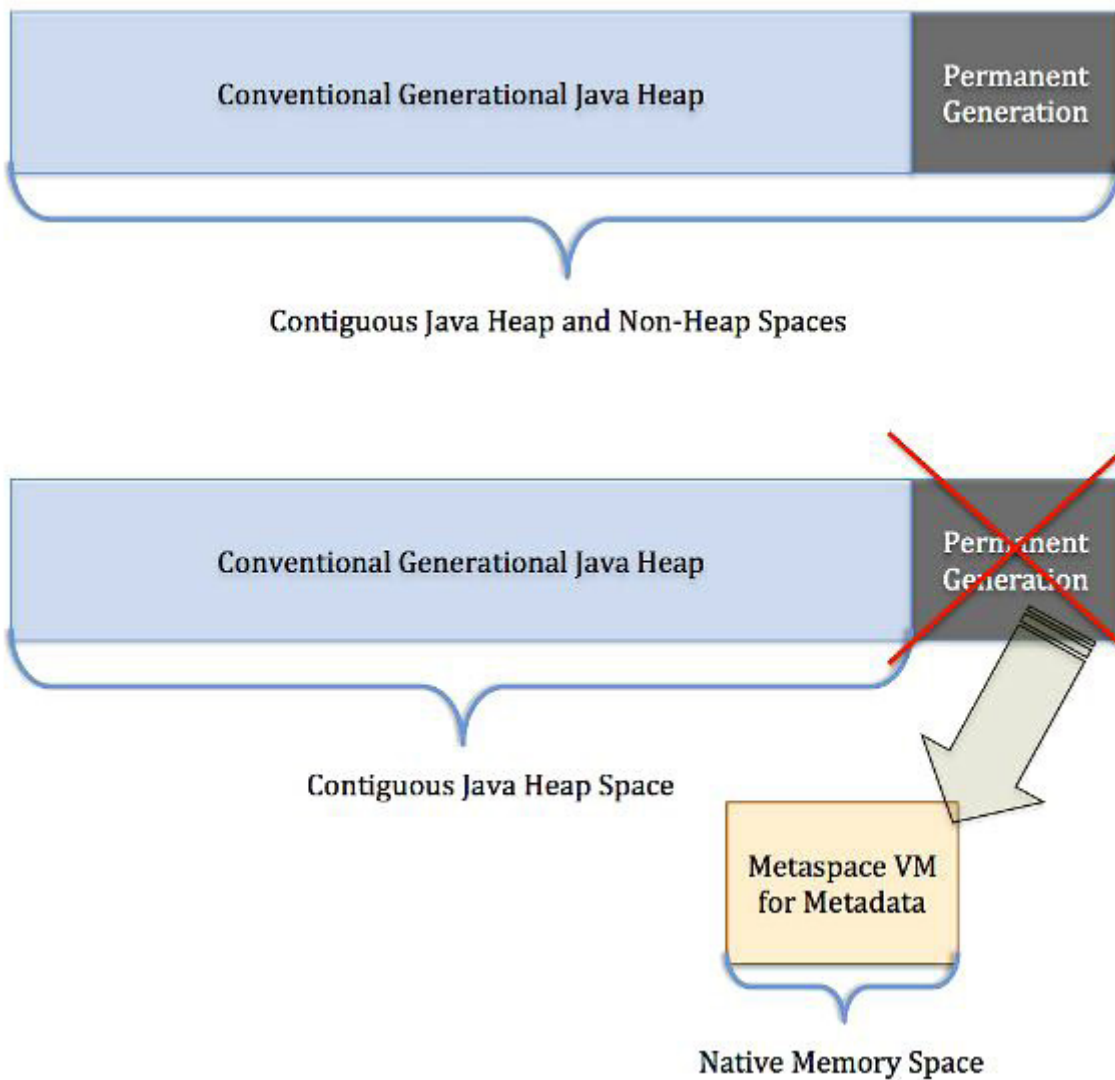 Conventional Generational Java Heap
Permanent
Generation
Contiguous Java Heap and Non-Heap Spaces
Conventional Generational Java Heap
Permanent
Generation
Contiguous Java Heap Space
Metaspace VM
for Metadata
Native Memory Space